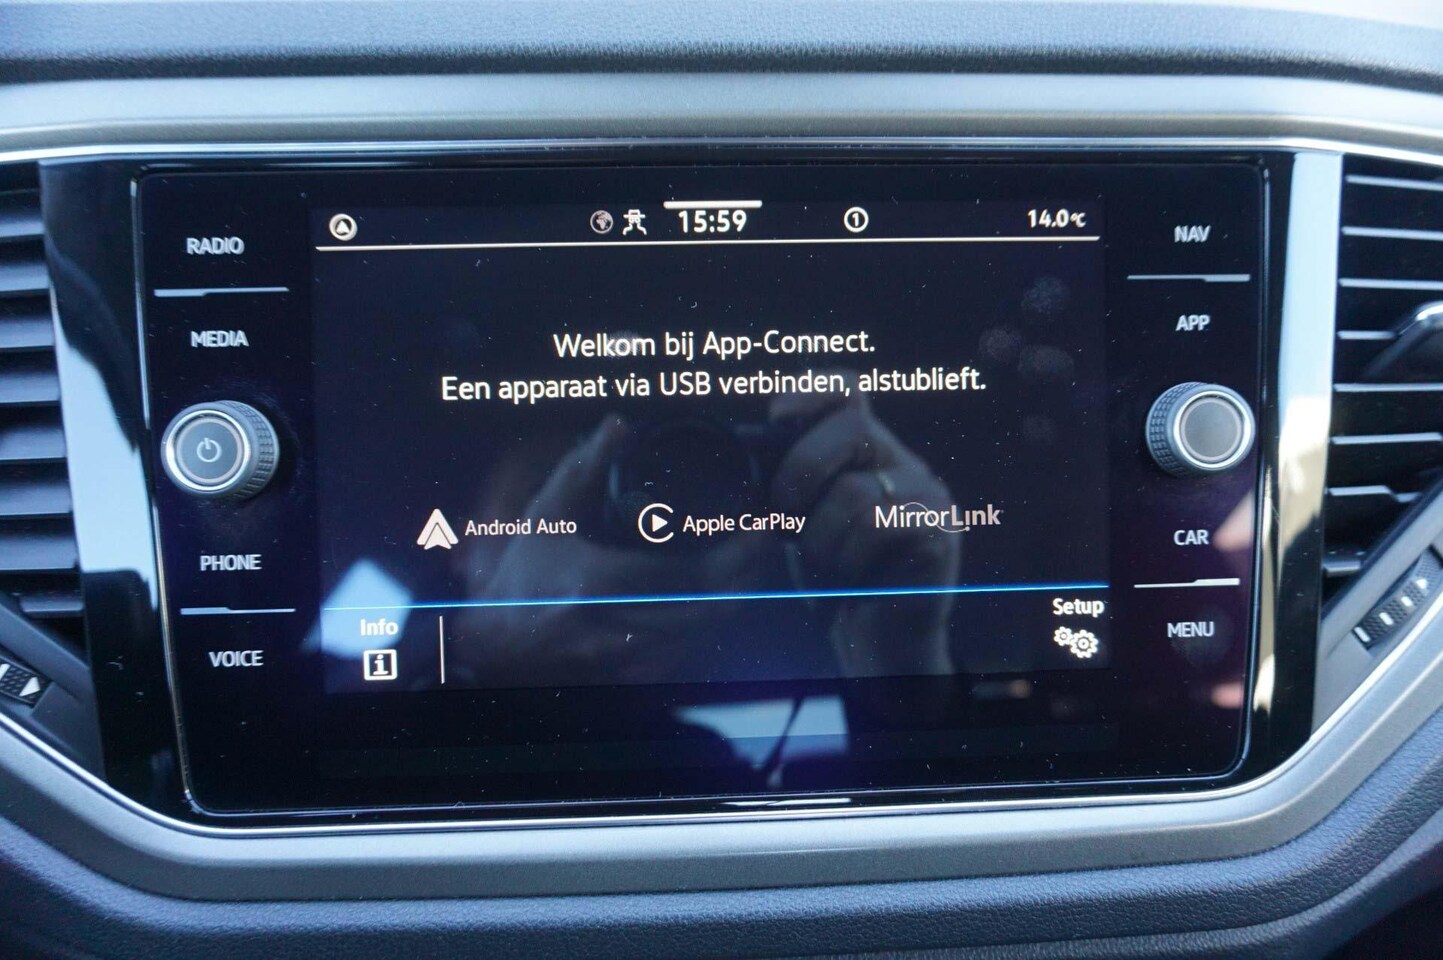 RADIO
MEDIA
PHONE
VOICE
15:59
1
14.0°C
Welkom bij App-Connect.
Een apparaat via USB verbinden, alstublieft.
Android Auto
Apple CarPlay
MirrorLink
Info
i
Setup
NAV
APP
CAR
MENU